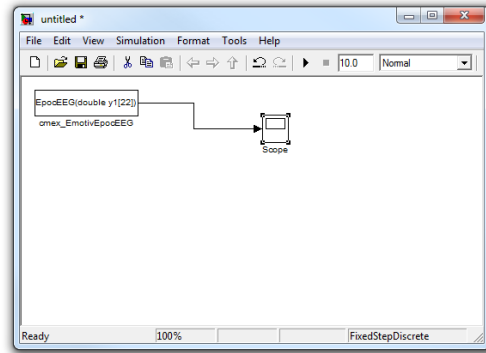 untitled *
File Edit View Simulation Format Tools Help
10.0 Normal
EpocEEG(double y1[22])
cmex_EmotivEpocEEG
Scope
Ready 100% FixedStepDiscrete